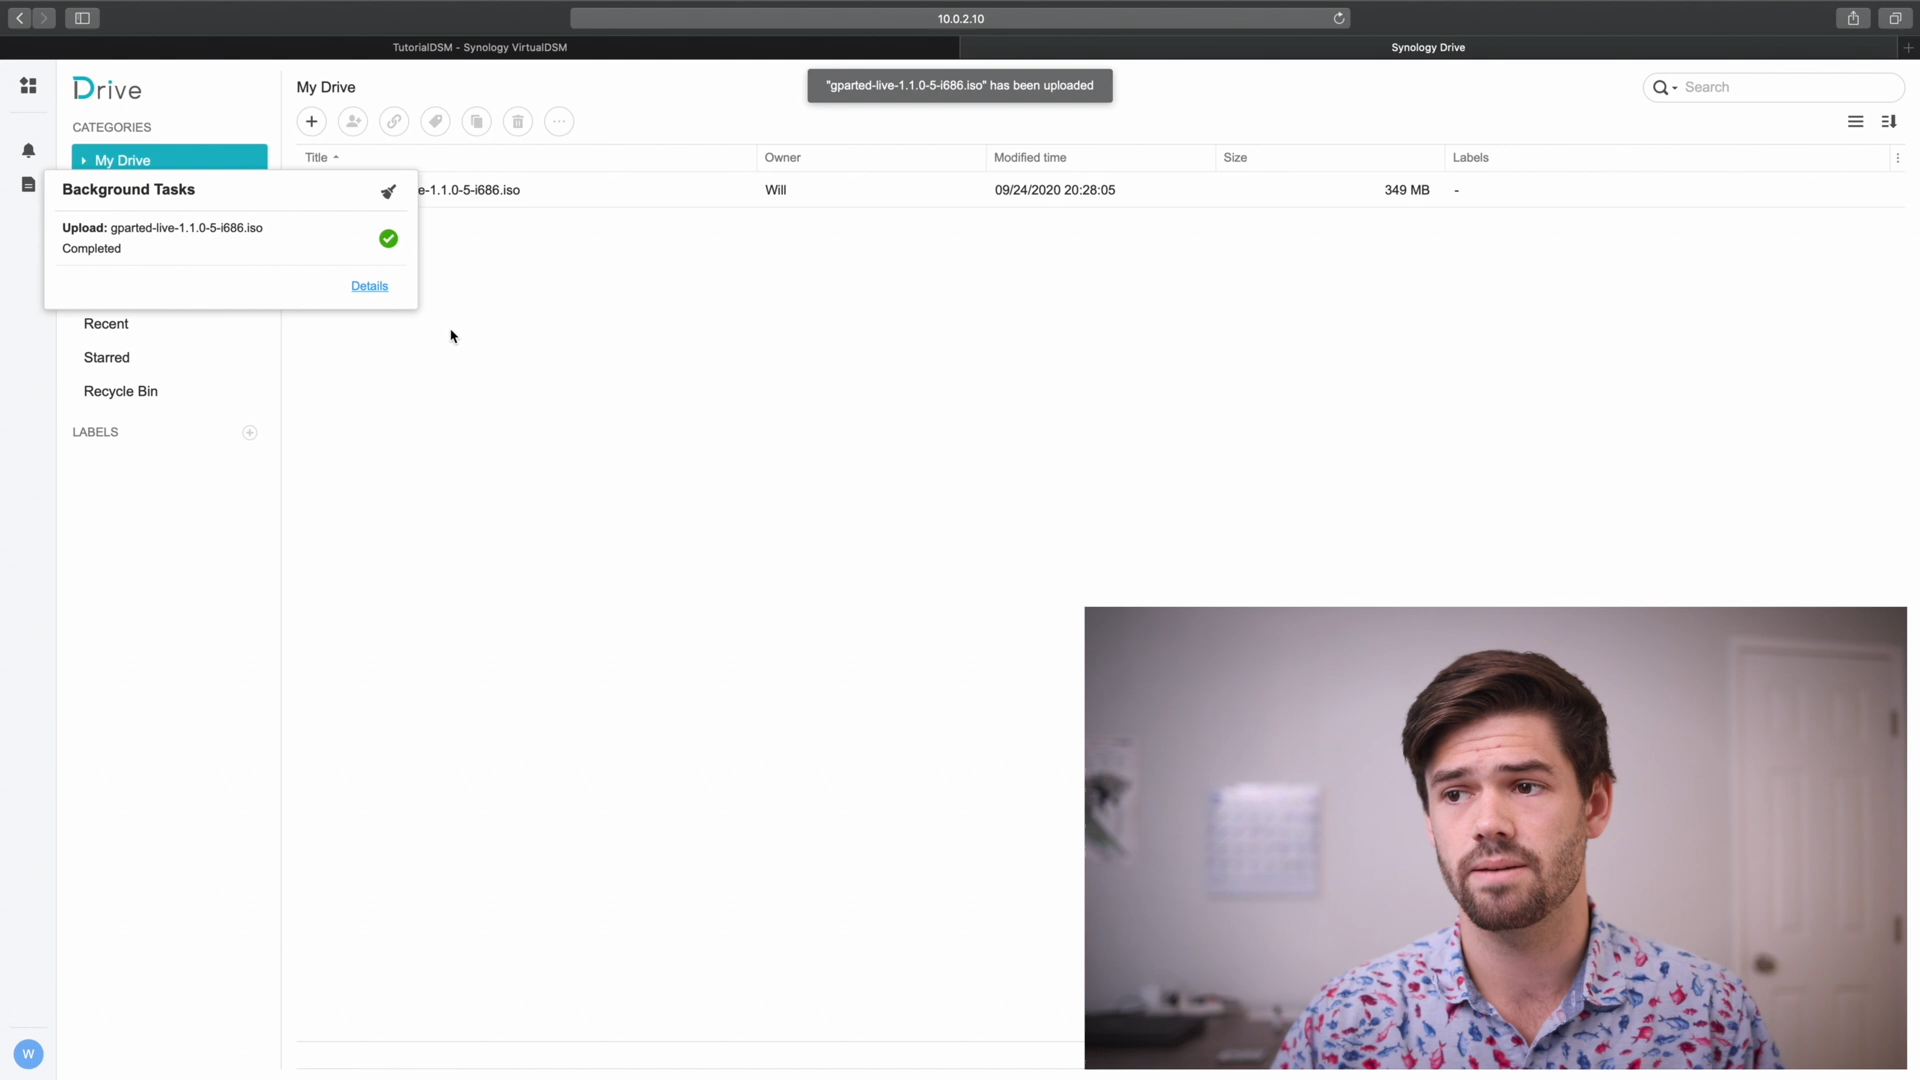 10.0.2.10
TutorialDSM - Synology VirtualDSM
Synology Drive
Drive
My Drive
"gparted-live-1.1.0-5-i686.iso" has been uploaded
Search
CATEGORIES
My Drive
Title
Owner
Modified time
Size
Labels
e-1.1.0-5-i686.iso
Will
09/24/2020 20:28:05
349 MB
-
Background Tasks
Upload: gparted-live-1.1.0-5-i686.iso
Completed
Details
Recent
Starred
Recycle Bin
LABELS
W